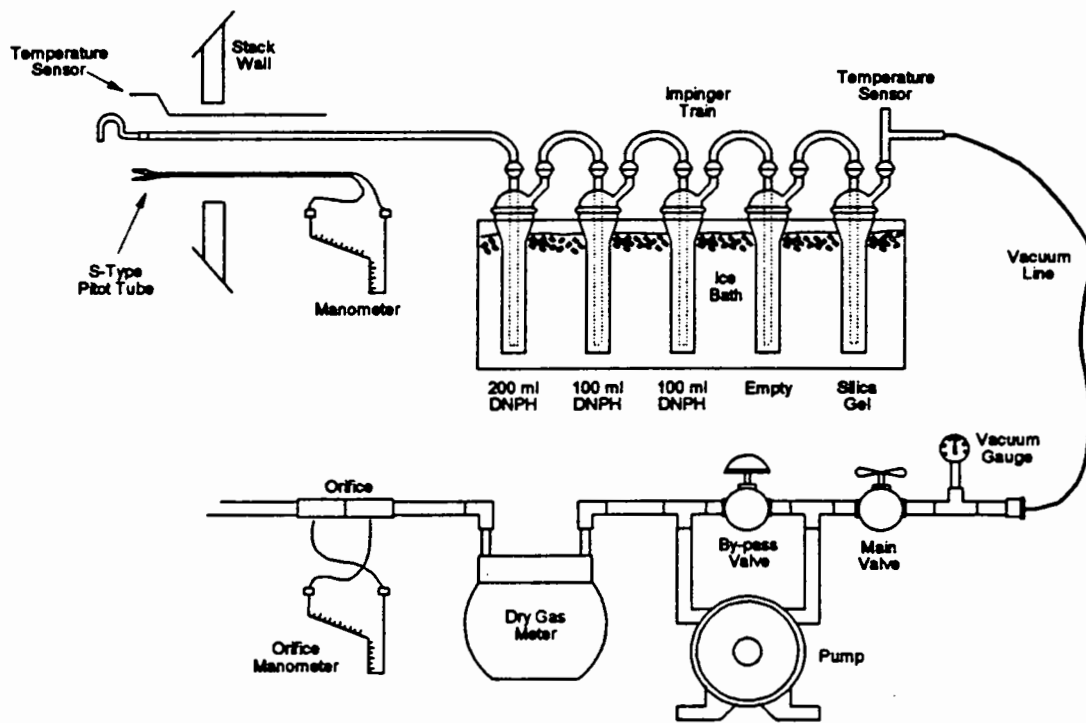 Temperature
Sensor
Stack
Wall
Impinger
Train
Temperature
Sensor
S-Type
Pitot Tube
Manometer
Ice
Bath
Vacuum
Line
200 ml
DNPH
100 ml
DNPH
100 ml
DNPH
Empty
Silica
Gel
Orifice
Vacuum
Gauge
By-pass
Valve
Main
Valve
Dry Gas
Meter
Orifice
Manometer
Pump